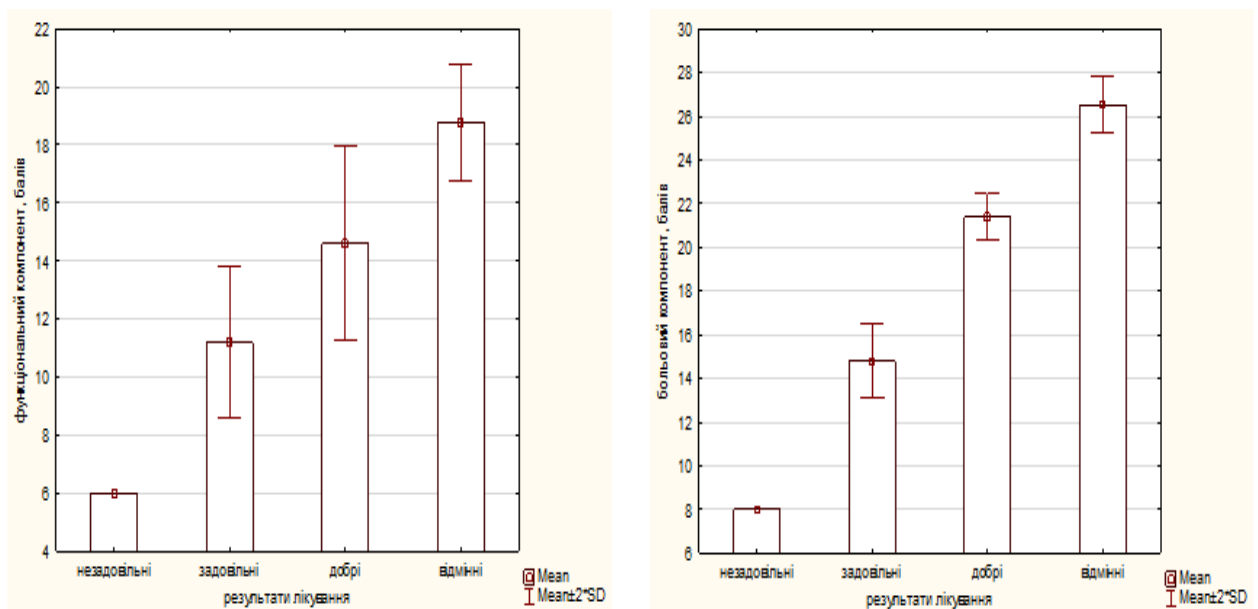 22
20
18
16
14
12
10
8
6
4
функціональний компонент, балів
незадовільні задовільні добрі відмінні
результати лікування
Mean
Mean±2*SD
30
28
26
24
22
20
18
16
14
12
10
8
6
больовий компонент, балів
незадовільні задовільні добрі відмінні
результати лікування
Mean
Mean±2*SD